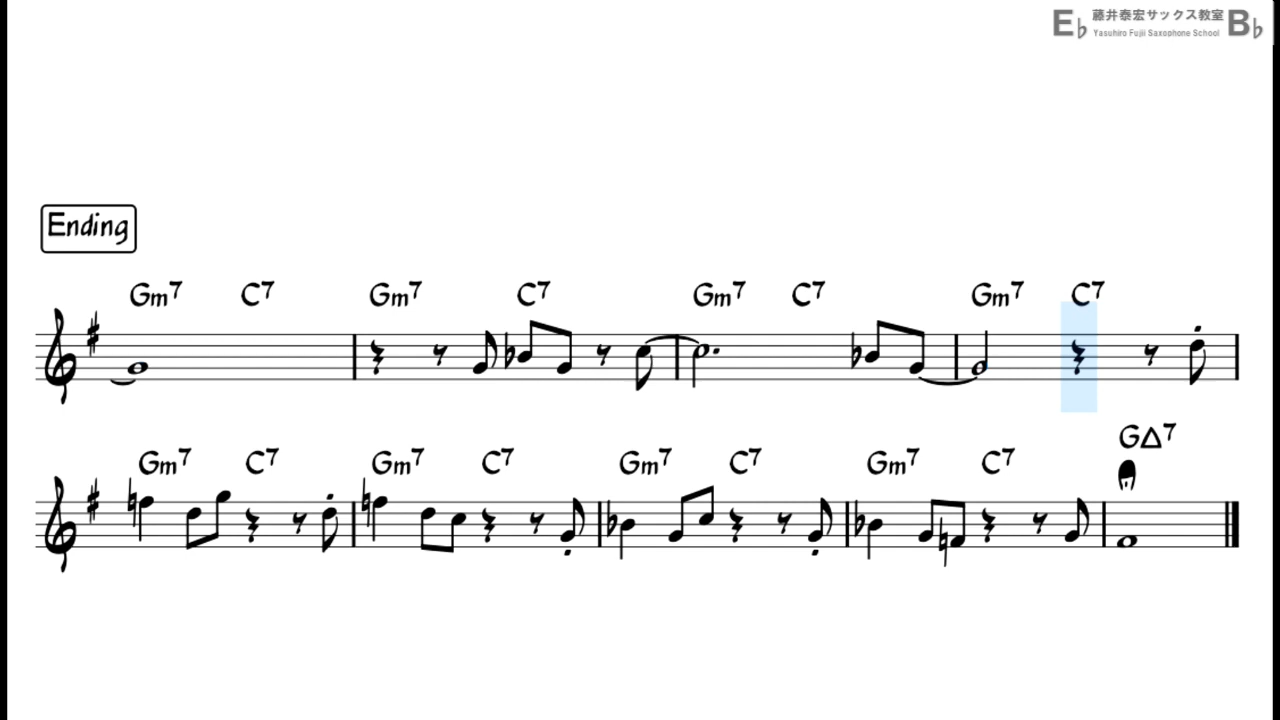 E♭ 藤井泰宏サックス教室 B♭
Yasuhiro Fujii Saxophone School
Ending
Gm7 C7 Gm7 C7 Gm7 C7 Gm7 C7
Gm7 C7 Gm7 C7 Gm7 C7 Gm7 C7 G△7